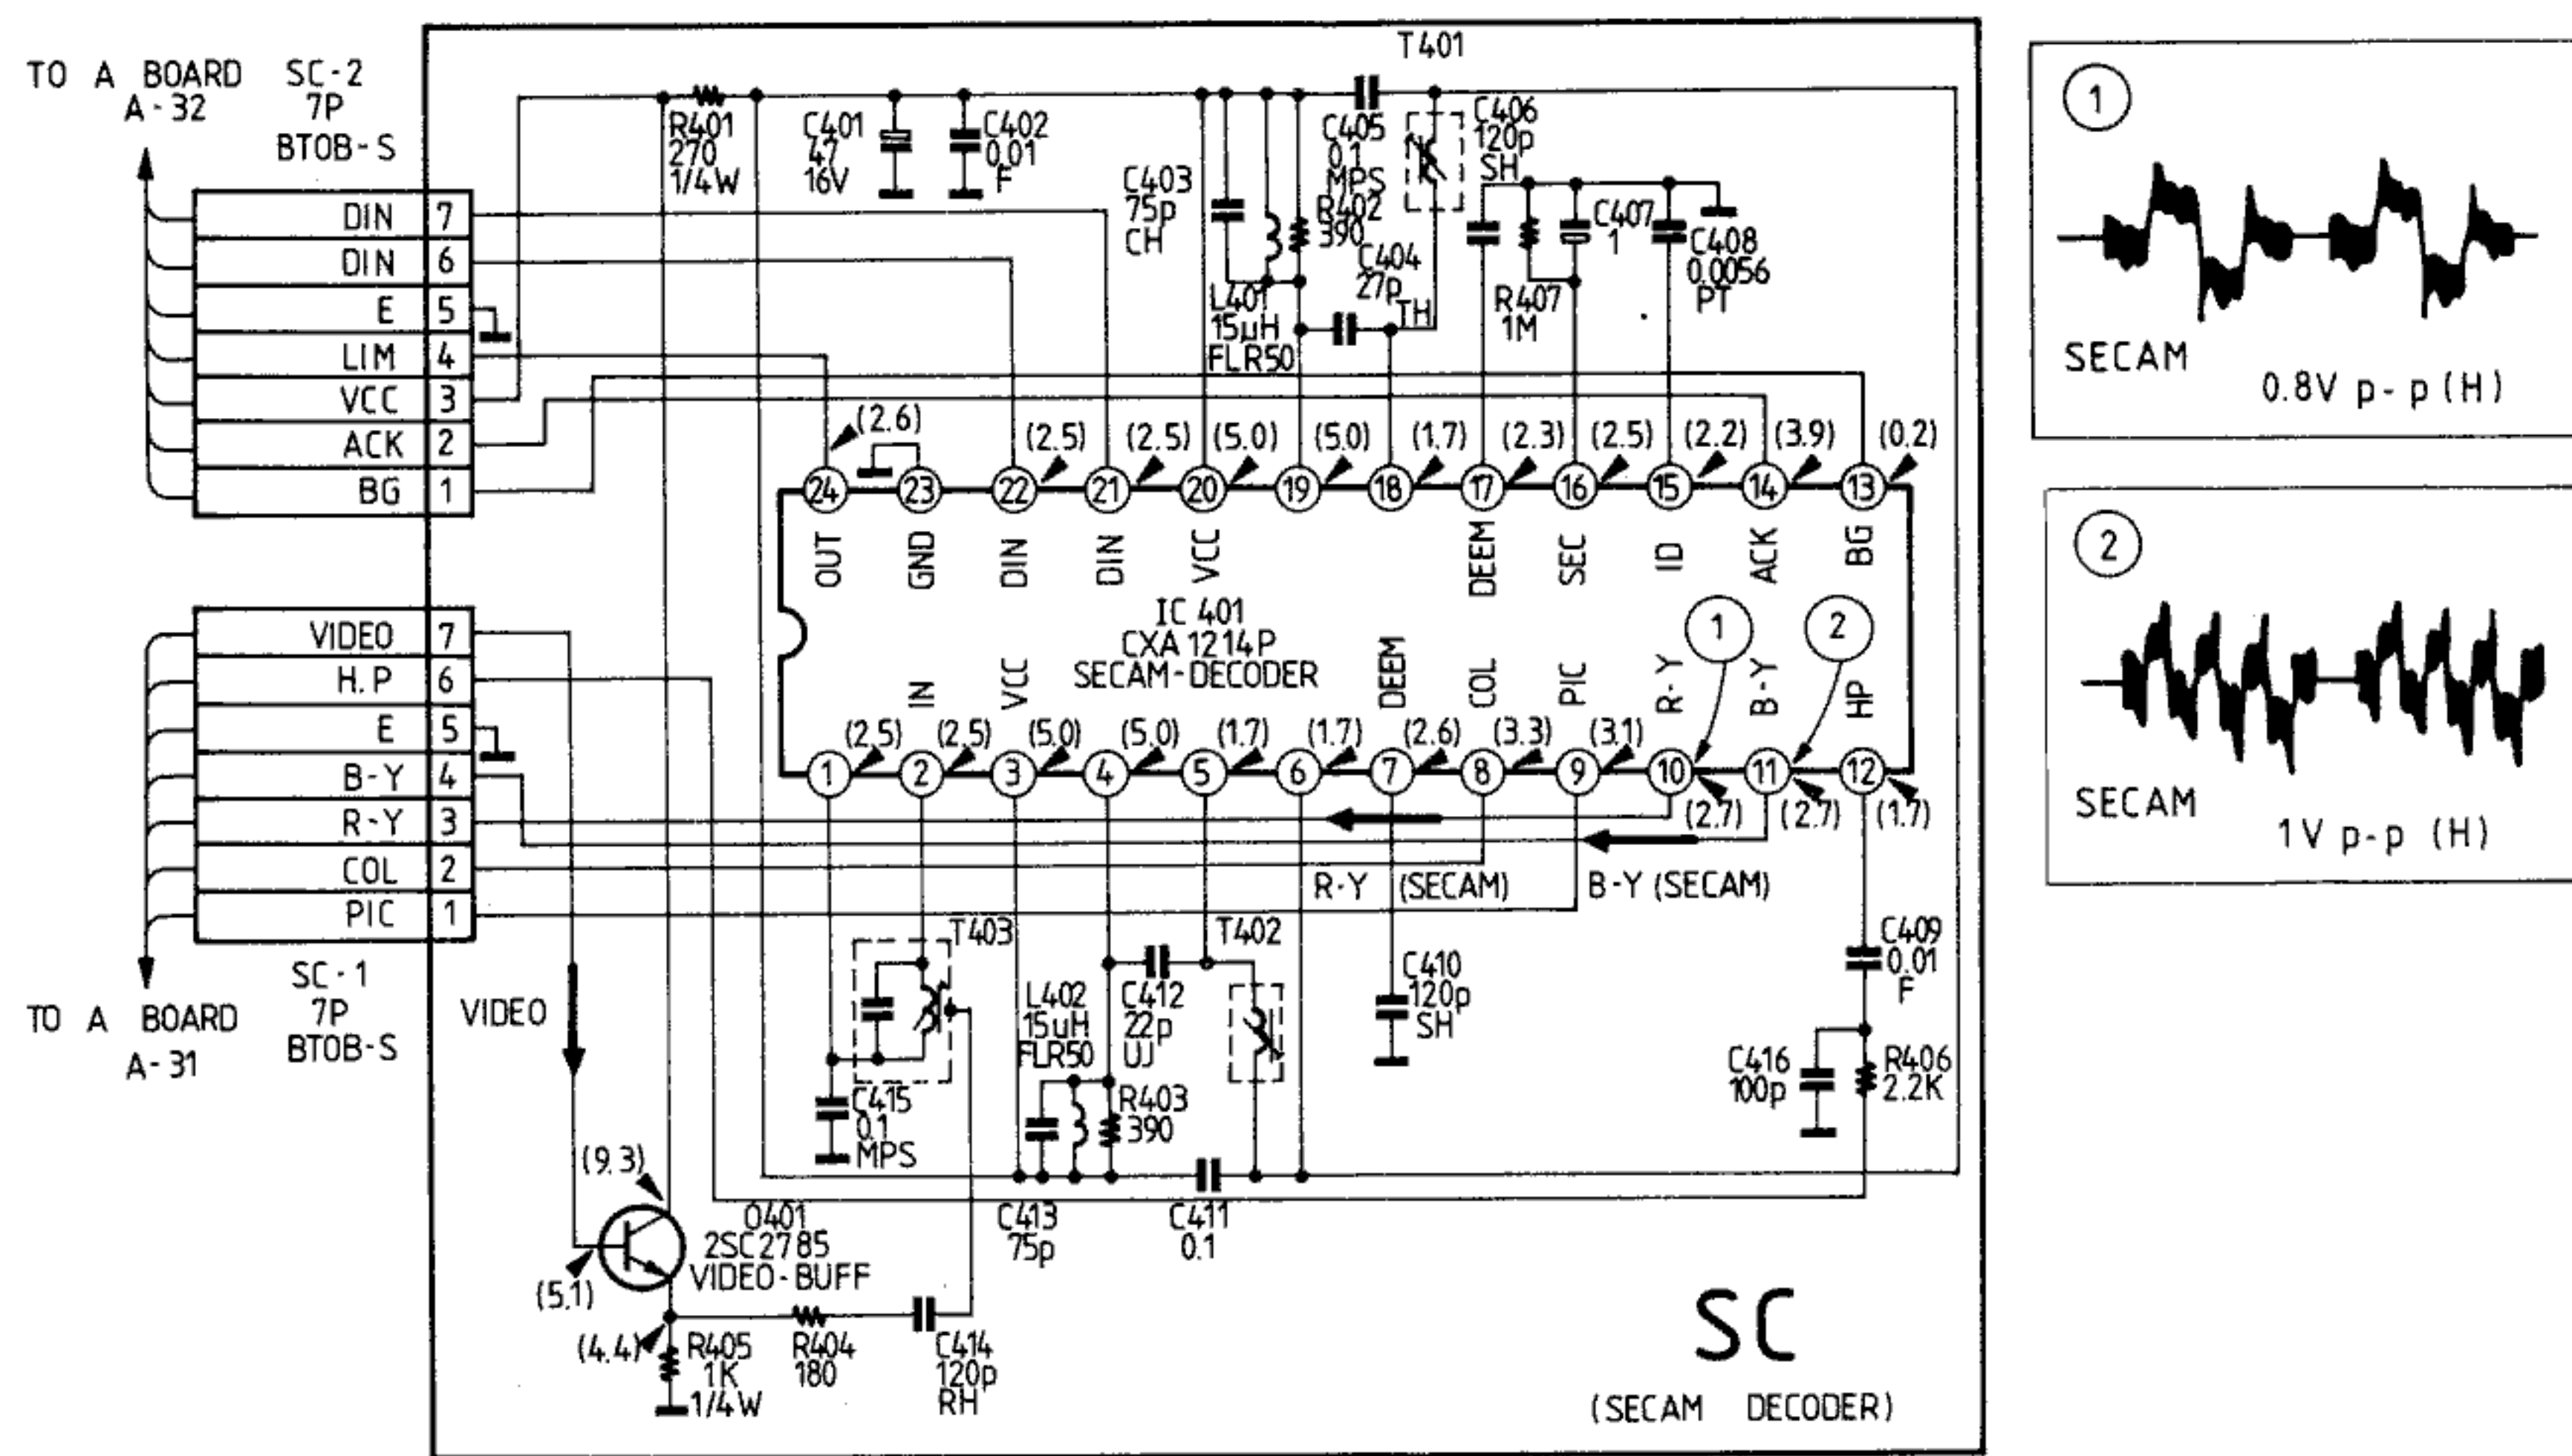 T401
TO A BOARD
A-32
SC-2
7P
BTOB-S
DIN 7
DIN 6
E 5
LIM 4
VCC 3
ACK 2
BG 1
R401
270
1/4W
C401
47
16V
C402
0.01
F
C403
75p
CH
C405
0.1
MPS
R402
390
C404
27p
TH
C406
120p
SH
C407
1
C408
0.0056
PT
L401
15µH
FLR50
R407
1M
(2.6)
(2.5)
(2.5)
(5.0)
(5.0)
(1.7)
(2.3)
(2.5)
(2.2)
(3.9)
(0.2)
24 23 22 21 20 19 18 17 16 15 14 13
OUT
GND
DIN
DIN
VCC
DEEM
SEC
ID
ACK
BG
IC 401
CXA1214P
SECAM-DECODER
1
2
IN
VCC
DEEM
COL
PIC
R-Y
B-Y
HP
(2.5)
(2.5)
(5.0)
(5.0)
(1.7)
(1.7)
(2.6)
(3.3)
(3.1)
1 2 3 4 5 6 7 8 9 10 11 12
(2.7)
(2.7)
(1.7)
VIDEO 7
H.P 6
E 5
B-Y 4
R-Y 3
COL 2
PIC 1
SC-1
7P
BTOB-S
TO A BOARD
A-31
VIDEO
R-Y (SECAM)
B-Y (SECAM)
T403
T402
L402
15uH
FLR50
C412
22p
UJ
C410
120p
SH
C409
0.01
F
C415
0.1
MPS
R403
390
C416
100p
R406
2.2K
(9.3)
(5.1)
(4.4)
Q401
2SC2785
VIDEO-BUFF
C413
75p
C411
0.1
R405
1K
1/4W
R404
180
C414
120p
RH
SC
(SECAM DECODER)
1
SECAM
0.8V p-p (H)
2
SECAM
1V p-p (H)